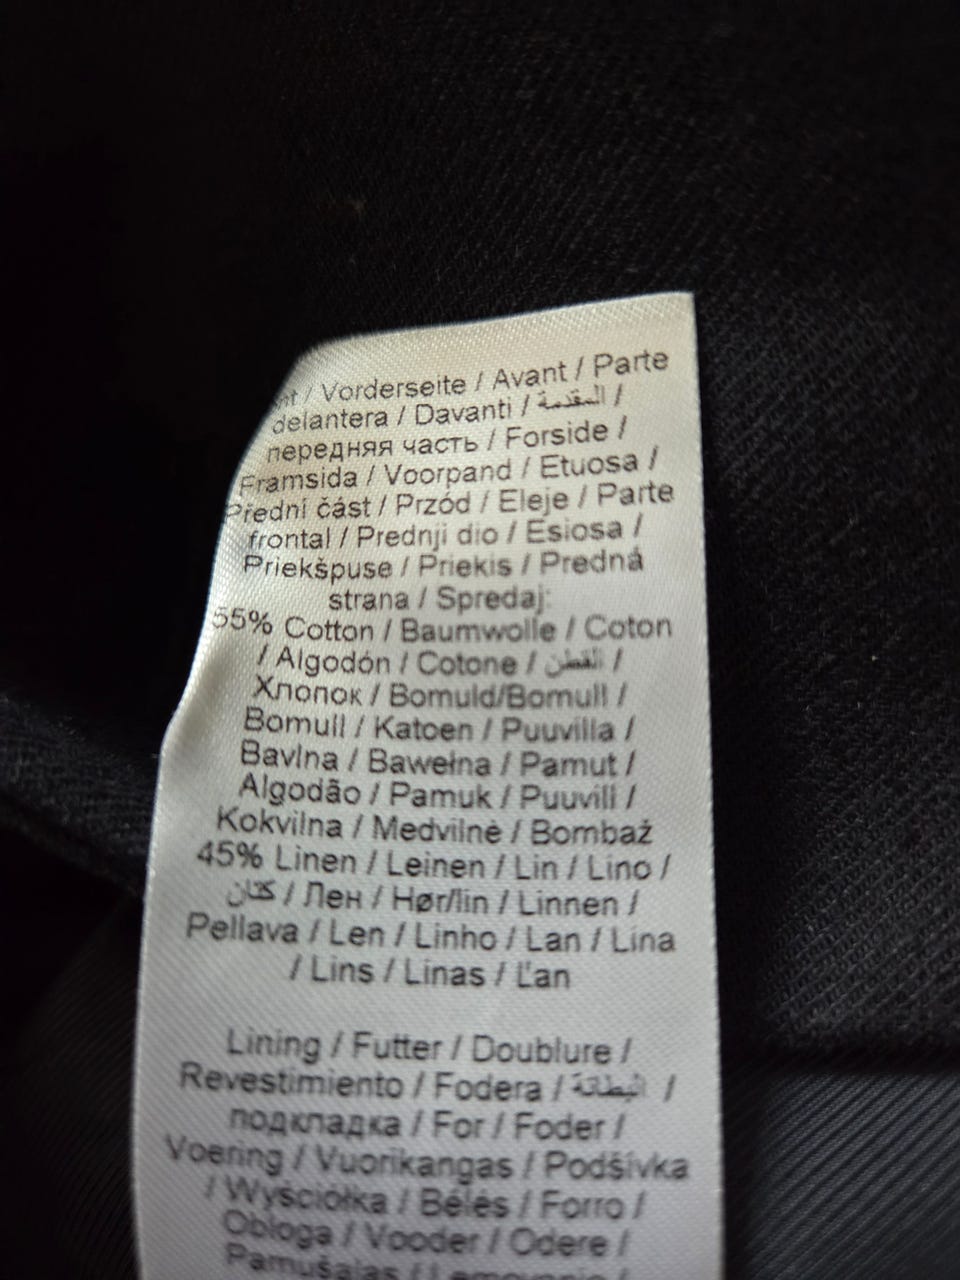 / Vorderseite / Avant / Parte
delantera / Davanti / المقدمة /
передняя часть / Forside /
Framsida / Voorpand / Etuosa /
Přední část / Przód / Eleje / Parte
frontal / Prednji dio / Esiosa /
Priekšpuse / Priekis / Predná
strana / Spredaj:
55% Cotton / Baumwolle / Coton
/ Algodón / Cotone / القطن /
Хлопок / Bomuld/Bomull /
Bomull / Katoen / Puuvilla /
Bavlna / Bawełna / Pamut /
Algodão / Pamuk / Puuvill /
Kokvilna / Medvilnė / Bombaž
45% Linen / Leinen / Lin / Lino /
كتان / Лен / Hør/lin / Linnen /
Pellava / Len / Linho / Lan / Lina
/ Lins / Linas / Ľan
Lining / Futter / Doublure /
Revestimiento / Fodera / البطانة /
подкладка / For / Foder /
Voering / Vuorikangas / Podšívka
/ Wyściółka / Bélés / Forro /
Obloga / Vooder / Odere /
Pamušalas /